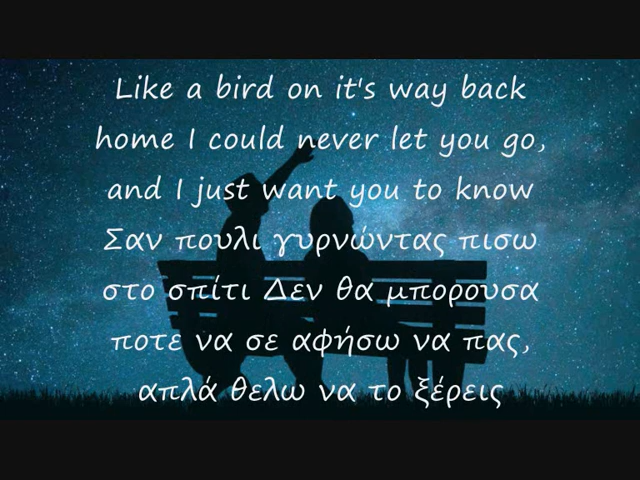 Like a bird on it's way back
home I could never let you go,
and I just want you to know
Σαν πουλι γυρνώντας πισω
στο σπίτι Δεν θα μπορουσα
ποτε να σε αφήσω να πας,
απλά θελω να το ξέρεις